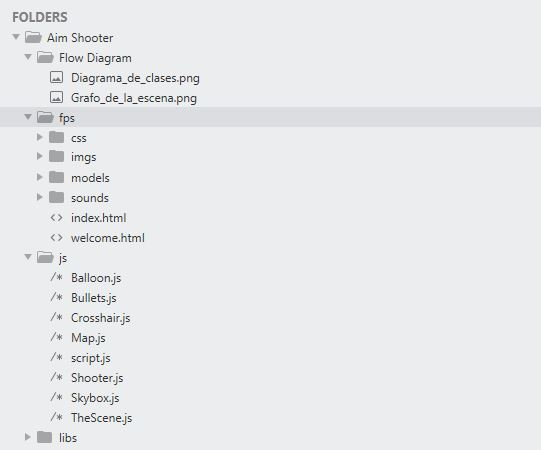 FOLDERS
Aim Shooter
Flow Diagram
Diagrama_de_clases.png
Grafo_de_la_escena.png
fps
css
imgs
models
sounds
<> index.html
<> welcome.html
js
/* Balloon.js
/* Bullets.js
/* Crosshair.js
/* Map.js
/* script.js
/* Shooter.js
/* Skybox.js
/* TheScene.js
libs